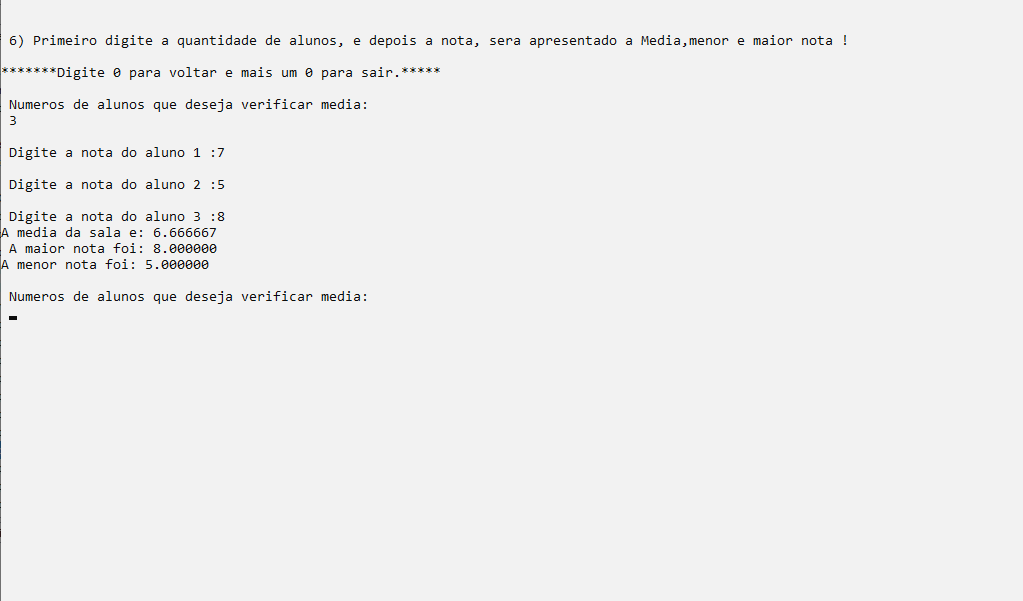 6) Primeiro digite a quantidade de alunos, e depois a nota, sera apresentado a Media,menor e maior nota !
*******Digite 0 para voltar e mais um 0 para sair.*****
Numeros de alunos que deseja verificar media:
3
Digite a nota do aluno 1 :7
Digite a nota do aluno 2 :5
Digite a nota do aluno 3 :8
A media da sala e: 6.666667
A maior nota foi: 8.000000
A menor nota foi: 5.000000
Numeros de alunos que deseja verificar media: